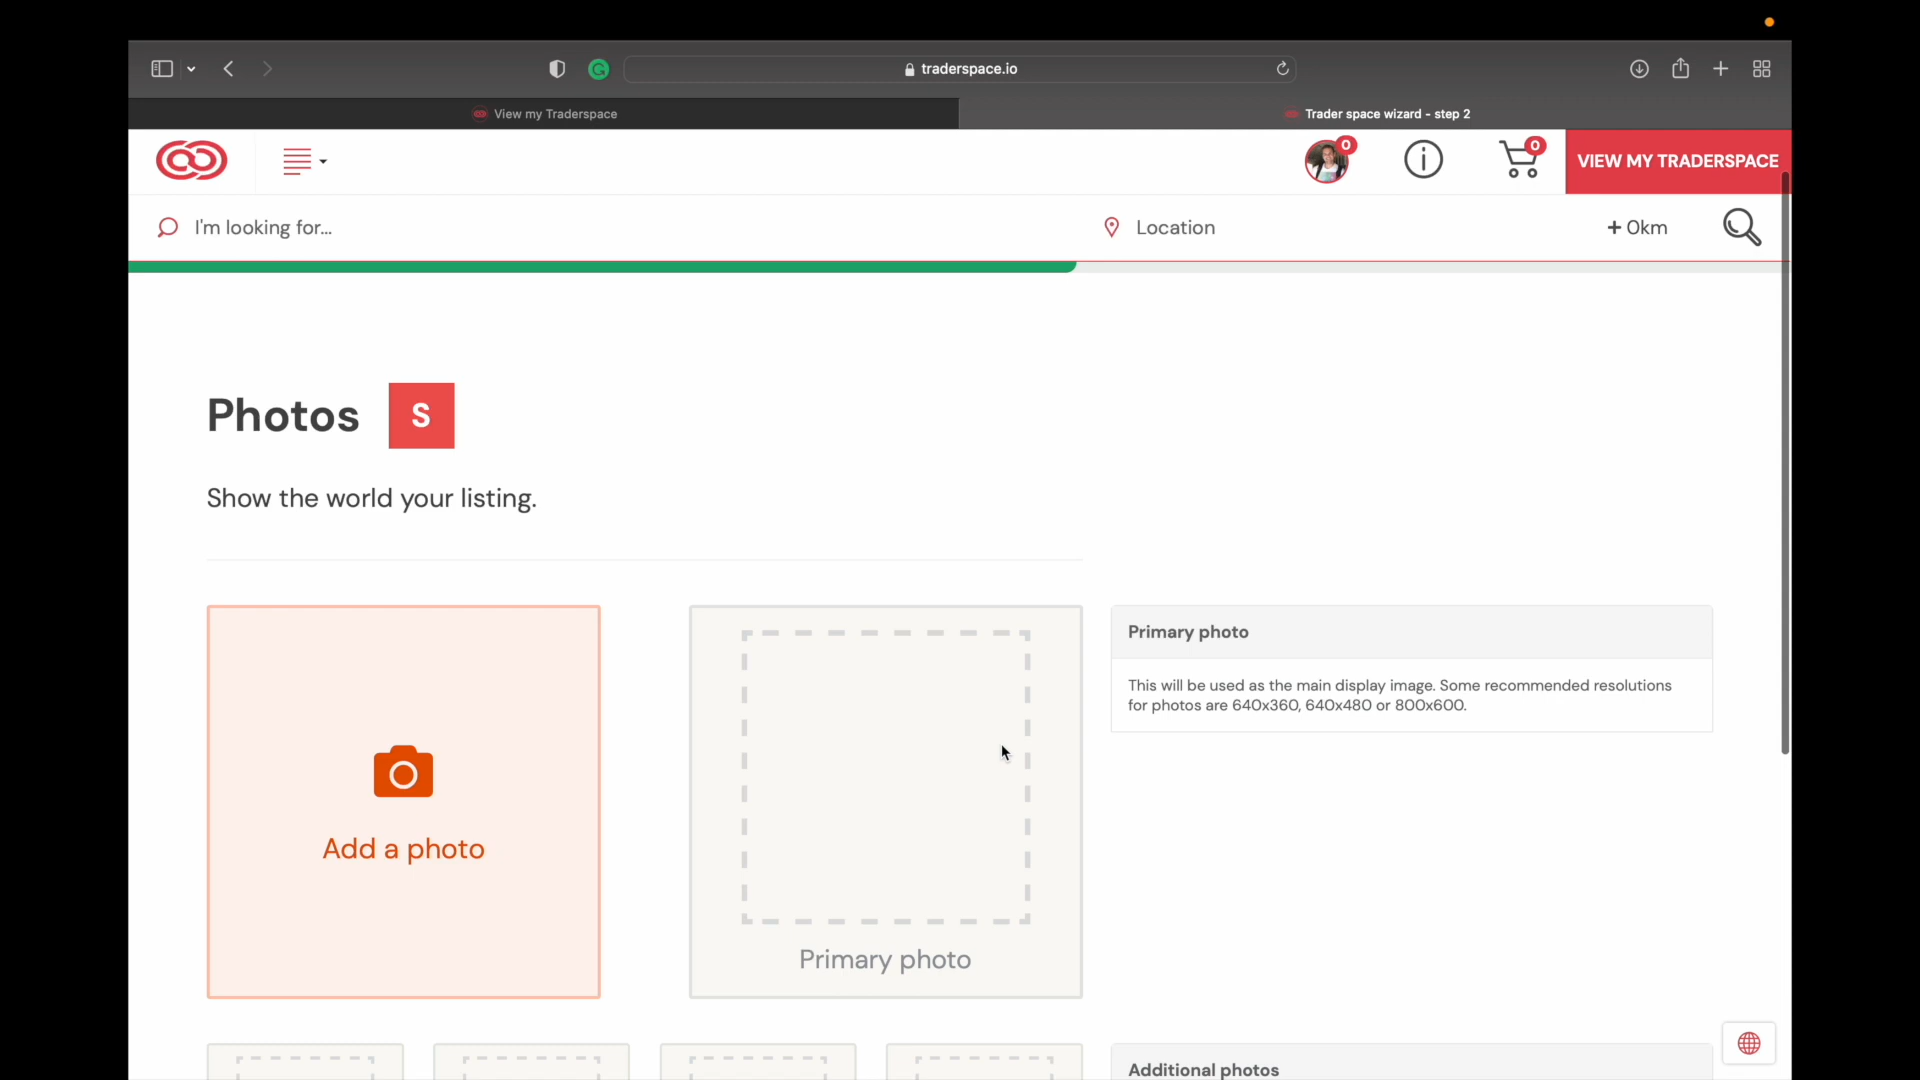 traderspace.io
View my Traderspace
Trader space wizard - step 2
0
0
VIEW MY TRADERSPACE
I'm looking for...
Location
+ 0km
Photos
S
Show the world your listing.
Add a photo
Primary photo
Primary photo
This will be used as the main display image. Some recommended resolutions
for photos are 640x360, 640x480 or 800x600.
Additional photos